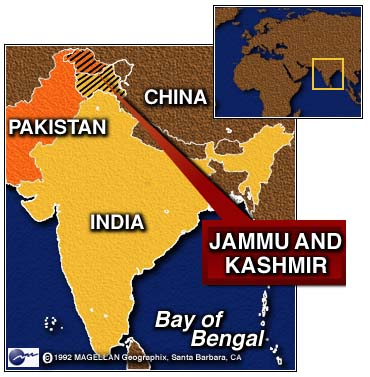 CHINA
PAKISTAN
INDIA
JAMMU AND
KASHMIR
Bay of
Bengal
© 1992 MAGELLAN Geographix, Santa Barbara, CA